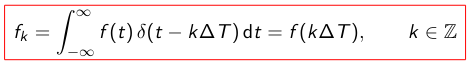 f_k = ∫_{-∞}^{∞} f(t) δ(t − kΔT) dt = f(kΔT),   k ∈ ℤ